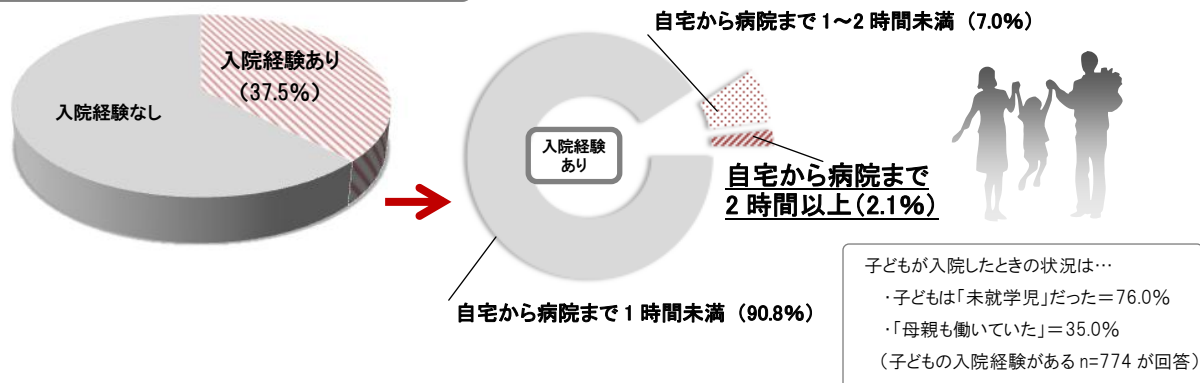 入院経験あり
(37.5%)
入院経験なし
自宅から病院まで 1～2 時間未満（7.0%）
入院経験
あり
自宅から病院まで
2 時間以上(2.1%)
自宅から病院まで 1 時間未満（90.8%）
子どもが入院したときの状況は…
・子どもは「未就学児」だった＝76.0%
・「母親も働いていた」＝35.0%
（子どもの入院経験がある n=774 が回答）